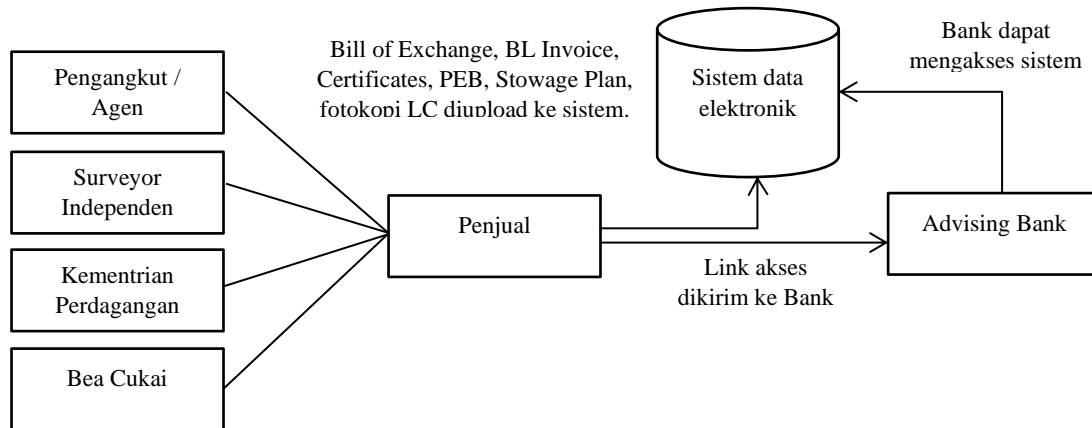 Pengangkut /
Agen
Surveyor
Independen
Kementrian
Perdagangan
Bea Cukai
Bill of Exchange, BL Invoice,
Certificates, PEB, Stowage Plan,
fotokopi LC diupload ke sistem.
Penjual
Sistem data
elektronik
Link akses
dikirim ke Bank
Bank dapat
mengakses sistem
Advising Bank